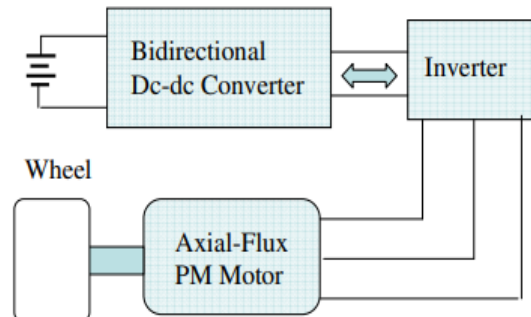 Bidirectional
Dc-dc Converter
Inverter
Wheel
Axial-Flux
PM Motor